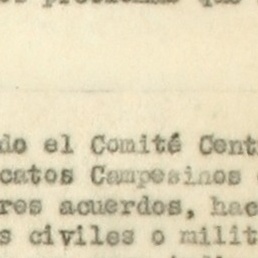 do el Comité Cent
catos Campesinos
res acuerdos, hac
s civiles o milit